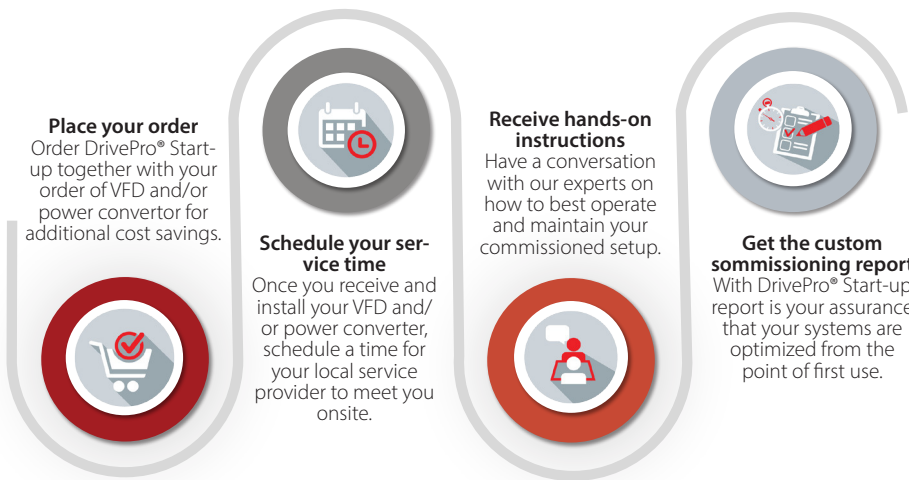 Place your order
Order DrivePro® Start-
up together with your
order of VFD and/or
power convertor for
additional cost savings.
Schedule your ser-
vice time
Once you receive and
install your VFD and/
or power converter,
schedule a time for
your local service
provider to meet you
onsite.
Receive hands-on
instructions
Have a conversation
with our experts on
how to best operate
and maintain your
commissioned setup.
Get the custom
sommissioning report
With DrivePro® Start-up
report is your assurance
that your systems are
optimized from the
point of first use.